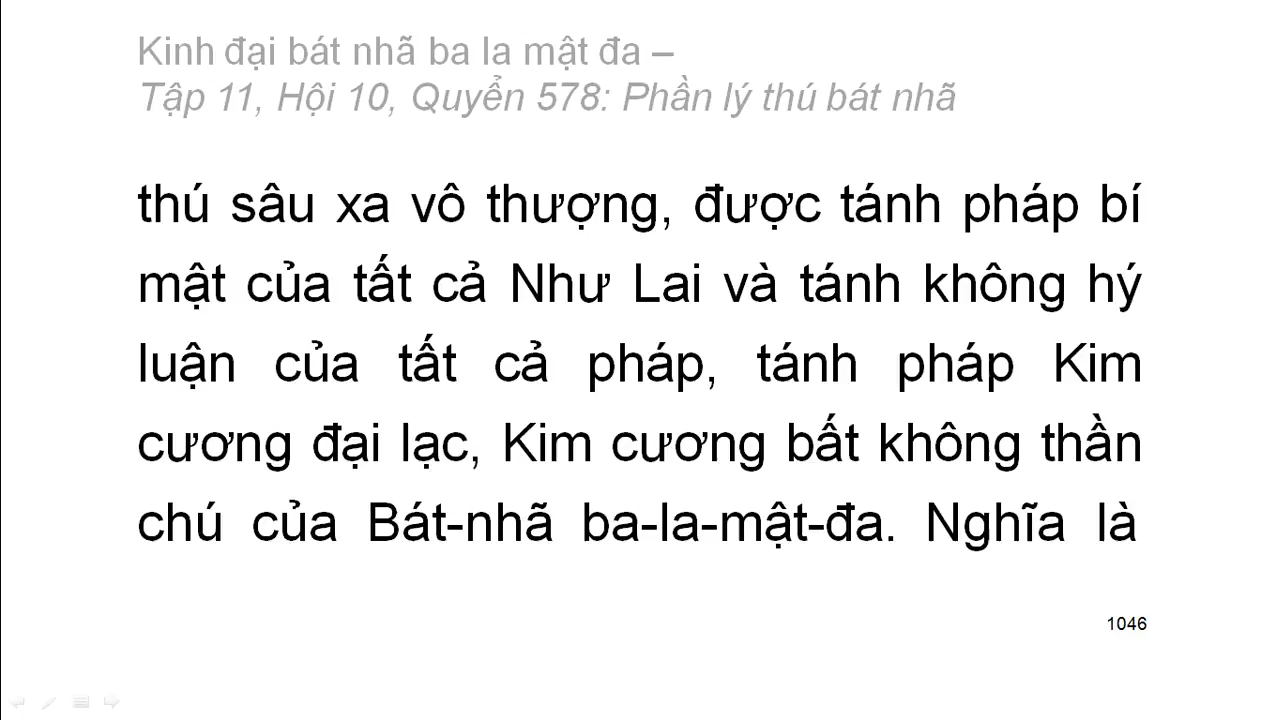 Kinh đại bát nhã ba la mật đa –
Tập 11, Hội 10, Quyển 578: Phần lý thú bát nhã
thú sâu xa vô thượng, được tánh pháp bí
mật của tất cả Như Lai và tánh không hý
luận của tất cả pháp, tánh pháp Kim
cương đại lạc, Kim cương bất không thần
chú của Bát-nhã ba-la-mật-đa. Nghĩa là
1046